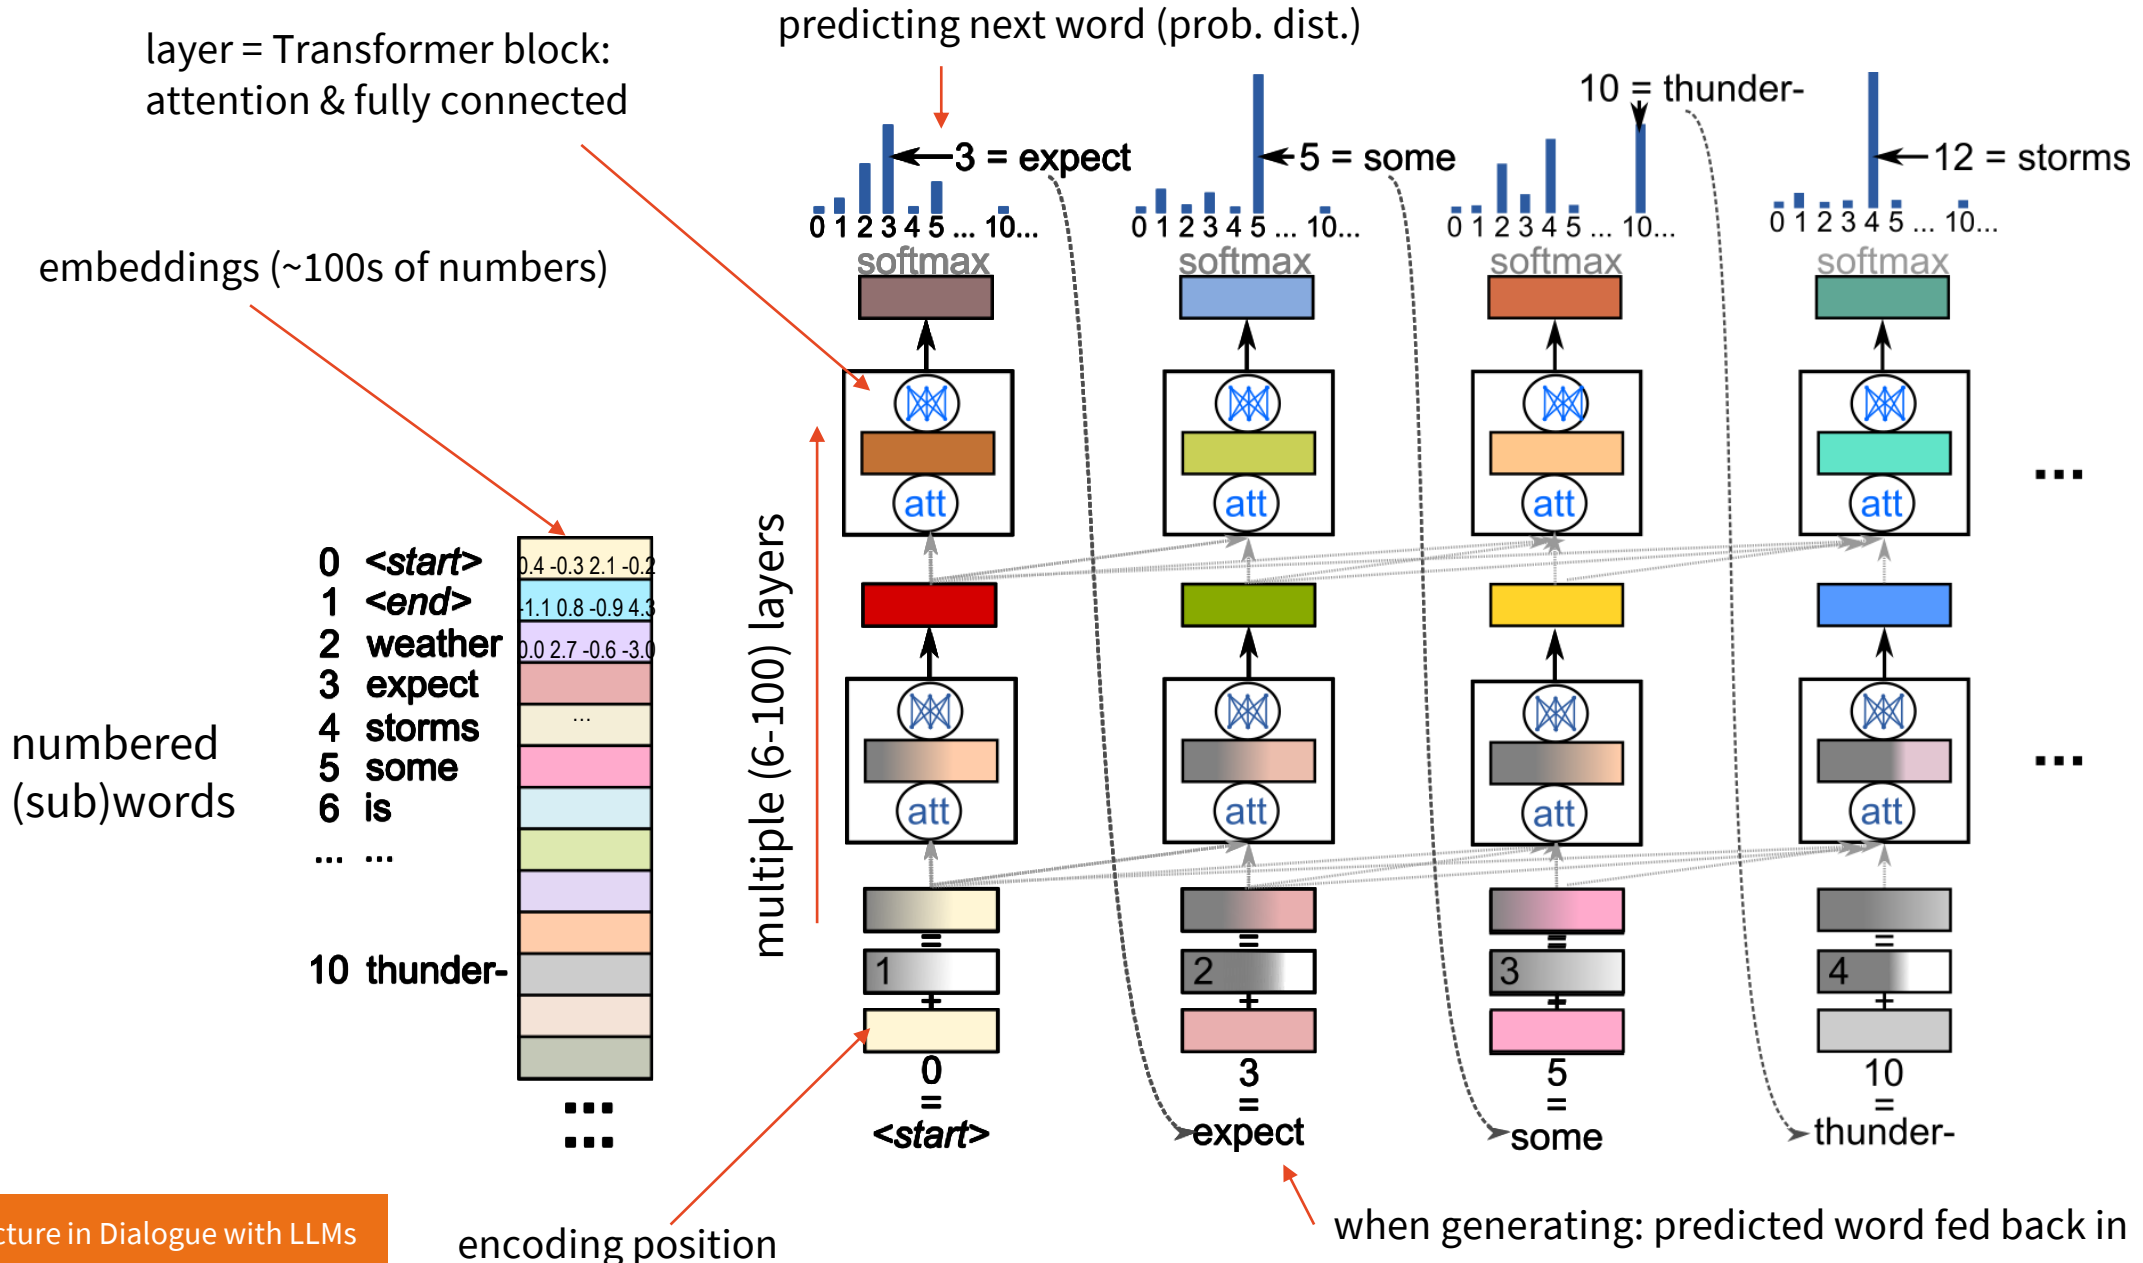 predicting next word (prob. dist.)
layer = Transformer block:
attention & fully connected
10 = thunder-
3 = expect
5 = some
12 = storms
0 1 2 3 4 5 ... 10...
0 1 2 3 4 5 ... 10...
0 1 2 3 4 5 ... 10...
0 1 2 3 4 5 ... 10...
softmax
softmax
softmax
softmax
embeddings (~100s of numbers)
att
att
att
att
...
multiple (6-100) layers
0 <start> 0.4 -0.3 2.1 -0.2
1 <end> -1.1 0.8 -0.9 4.3
2 weather 0.0 2.7 -0.6 -3.0
3 expect
4 storms ...
5 some
6 is
... ...
10 thunder-
...
...
numbered
(sub)words
att
att
att
att
...
=
=
=
=
1
2
3
4
+
+
+
+
0
=
<start>
3
=
expect
5
=
some
10
=
thunder-
when generating: predicted word fed back in
encoding position
cture in Dialogue with LLMs